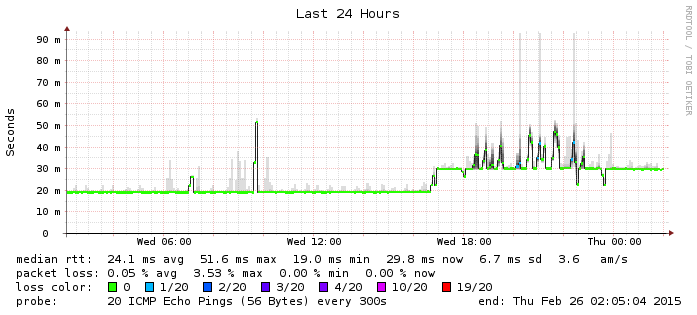 Last 24 Hours
RRDTOOL / TOBI OETIKER
Seconds
90 m
80 m
70 m
60 m
50 m
40 m
30 m
20 m
10 m
0
Wed 06:00 Wed 12:00 Wed 18:00 Thu 00:00
median rtt: 24.1 ms avg 51.6 ms max 19.0 ms min 29.8 ms now 6.7 ms sd 3.6 am/s
packet loss: 0.05 % avg 3.53 % max 0.00 % min 0.00 % now
loss color: 0 1/20 2/20 3/20 4/20 10/20 19/20
probe: 20 ICMP Echo Pings (56 Bytes) every 300s end: Thu Feb 26 02:05:04 2015